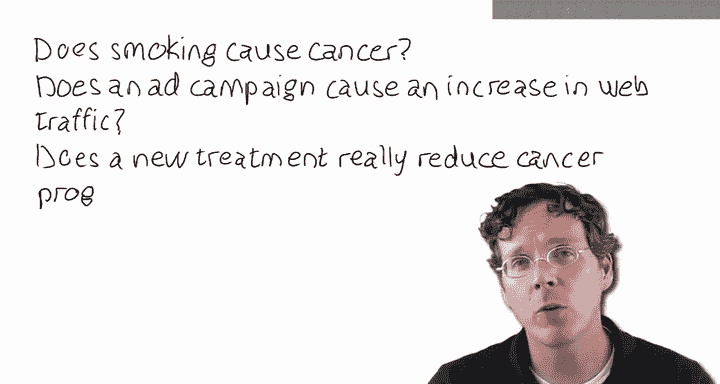 Does smoking cause cancer?
Does an ad campaign cause an increase in web
traffic?
Does a new treatment really reduce cancer
prog